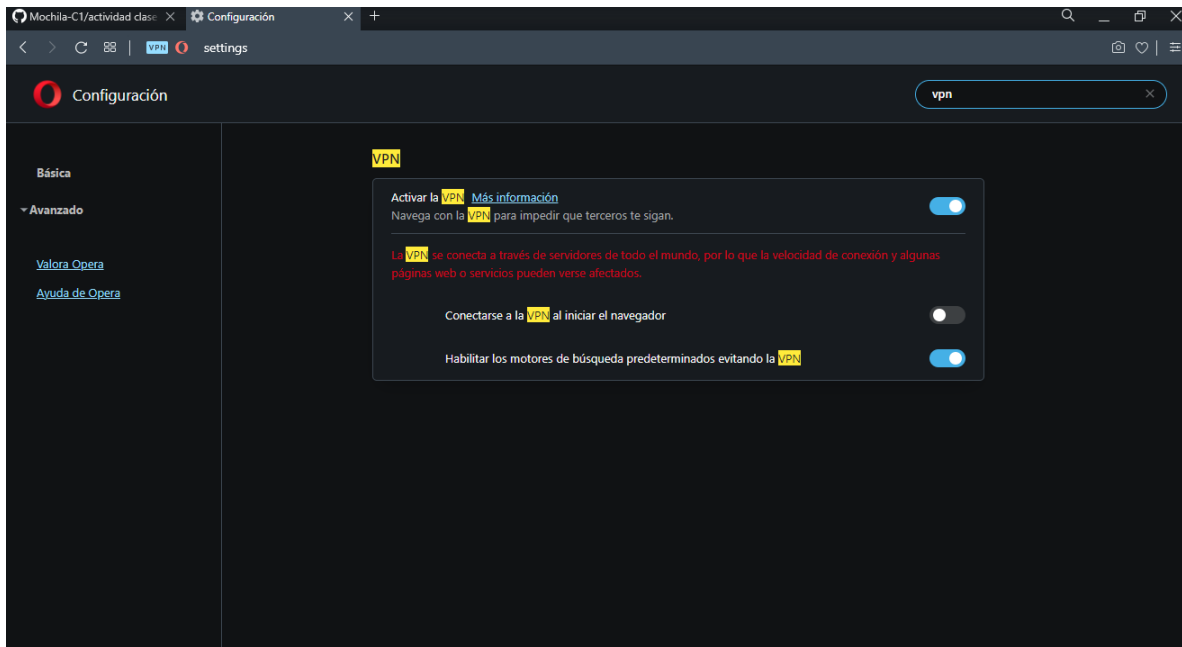 Mochila-C1/actividad clase
Configuración
VPN
settings
Configuración
vpn
Básica
Avanzado
Valora Opera
Ayuda de Opera
VPN
Activar la VPN Más información
Navega con la VPN para impedir que terceros te sigan.
La VPN se conecta a través de servidores de todo el mundo, por lo que la velocidad de conexión y algunas
páginas web o servicios pueden verse afectados.
Conectarse a la VPN al iniciar el navegador
Habilitar los motores de búsqueda predeterminados evitando la VPN